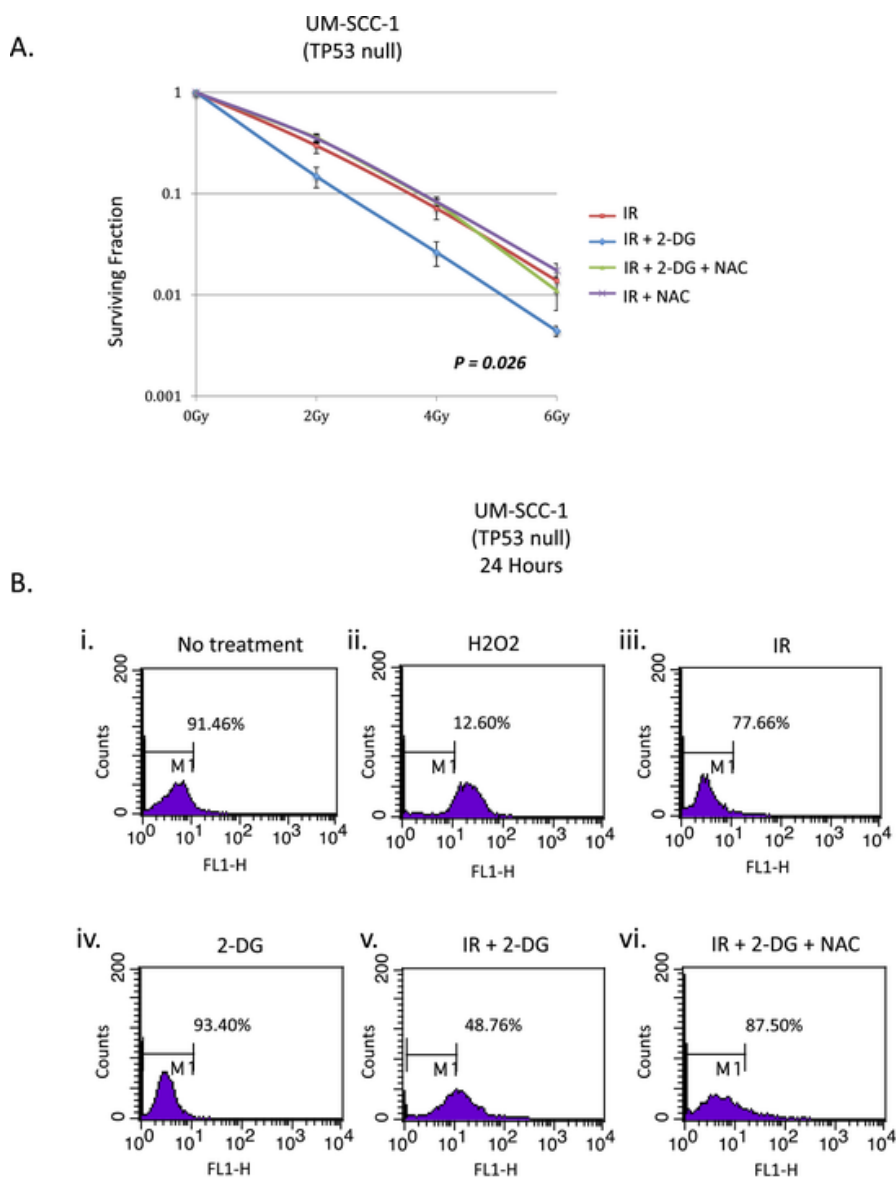 A.
UM-SCC-1
(TP53 null)
Surviving Fraction
1
0.1
0.01
0.001
0Gy
2Gy
4Gy
6Gy
P = 0.026
IR
IR + 2-DG
IR + 2-DG + NAC
IR + NAC
UM-SCC-1
(TP53 null)
24 Hours
B.
i.
No treatment
200
Counts
0
91.46%
M1
10^0 10^1 10^2 10^3 10^4
FL1-H
ii.
H2O2
200
Counts
0
12.60%
M1
10^0 10^1 10^2 10^3 10^4
FL1-H
iii.
IR
200
Counts
0
77.66%
M1
10^0 10^1 10^2 10^3 10^4
FL1-H
iv.
2-DG
200
Counts
0
93.40%
M1
10^0 10^1 10^2 10^3 10^4
FL1-H
v.
IR + 2-DG
200
Counts
0
48.76%
M1
10^0 10^1 10^2 10^3 10^4
FL1-H
vi.
IR + 2-DG + NAC
200
Counts
0
87.50%
M1
10^0 10^1 10^2 10^3 10^4
FL1-H